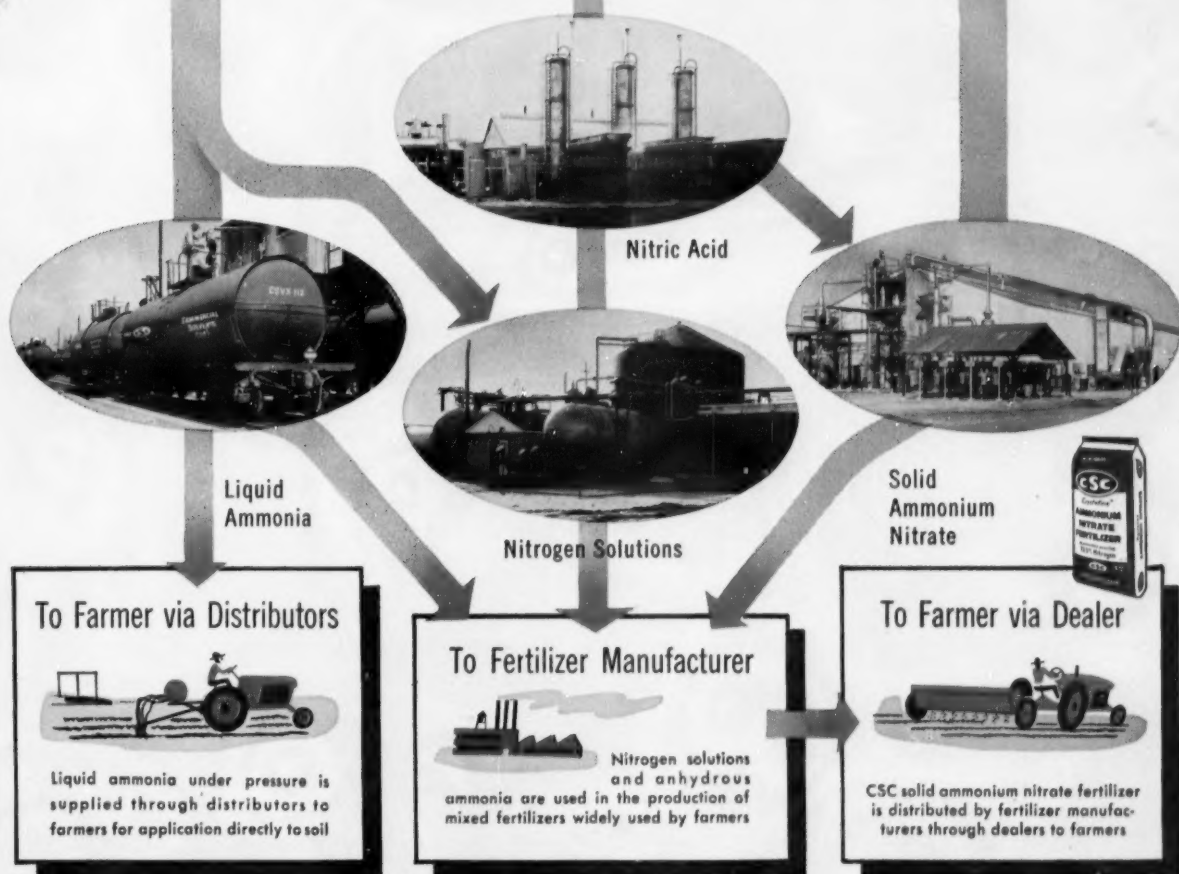 Nitric Acid
COMMERCIAL
SOLVENTS
CSC
Liquid
Ammonia
Nitrogen Solutions
Solid
Ammonium
Nitrate
CSC
AMMONIUM
NITRATE
FERTILIZER
CSC
To Farmer via Distributors
Liquid ammonia under pressure is
supplied through distributors to
farmers for application directly to soil
To Fertilizer Manufacturer
Nitrogen solutions
and anhydrous
ammonia are used in the production of
mixed fertilizers widely used by farmers
To Farmer via Dealer
CSC solid ammonium nitrate fertilizer
is distributed by fertilizer manufac-
turers through dealers to farmers